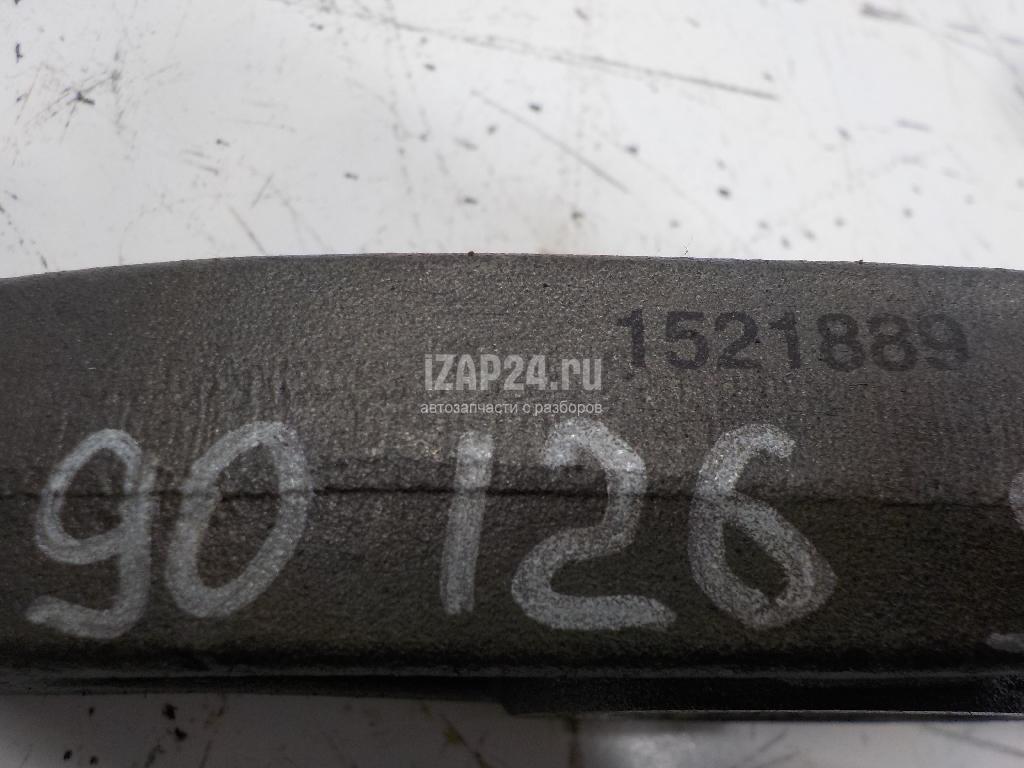 1521889
iZAP24.ru
автозапчасти с разборов
90 126